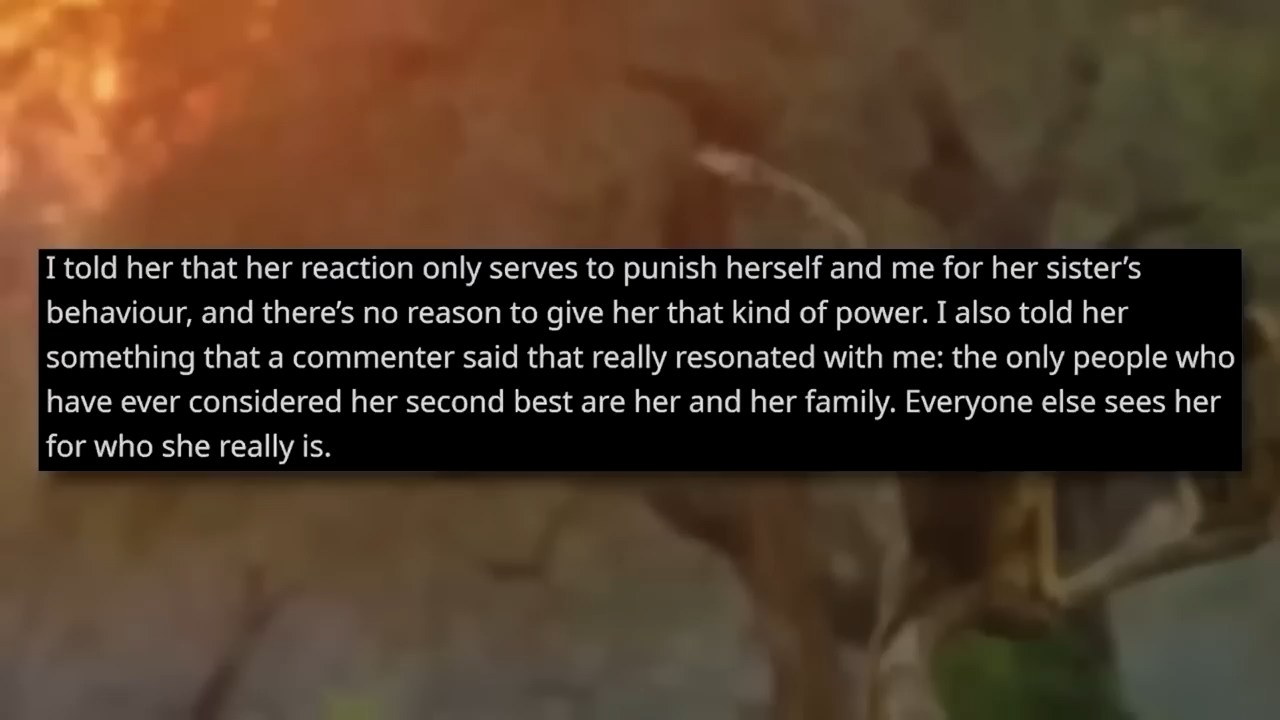 I told her that her reaction only serves to punish herself and me for her sister’s
behaviour, and there’s no reason to give her that kind of power. I also told her
something that a commenter said that really resonated with me: the only people who
have ever considered her second best are her and her family. Everyone else sees her
for who she really is.